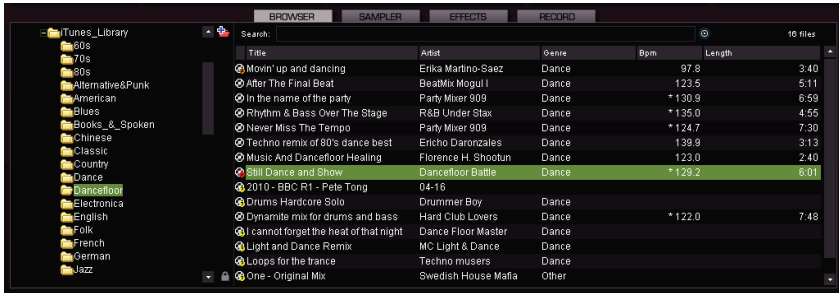 BROWSER SAMPLER EFFECTS RECORD
iTunes_Library
60s
70s
80s
Alternative&Punk
American
Blues
Books_&_Spoken
Chinese
Classic
Country
Dance
Dancefloor
Electronica
English
Folk
French
German
Jazz
Search: 16 files
Title Artist Genre Bpm Length
Movin' up and dancing Erika Martino-Saez Dance 97.8 3:40
After The Final Beat BeatMix Mogul I Dance 123.5 5:11
In the name of the party Party Mixer 909 Dance * 130.9 6:59
Rhythm & Bass Over The Stage R&B Under Stax Dance * 135.0 4:55
Never Miss The Tempo Party Mixer 909 Dance * 124.7 7:30
Techno remix of 80's dance best Ericho Daronzales Dance 139.9 3:13
Music And Dancefloor Healing Florence H. Shootun Dance 123.0 2:40
Still Dance and Show Dancefloor Battle Dance * 129.2 6:01
2010 - BBC R1 - Pete Tong 04-16
Drums Hardcore Solo Drummer Boy Dance
Dynamite mix for drums and bass Hard Club Lovers Dance * 122.0 7:48
I cannot forget the heat of that night Dance Floor Master Dance
Light and Dance Remix MC Light & Dance Dance
Loops for the trance Techno musers Dance
One - Original Mix Swedish House Mafia Other